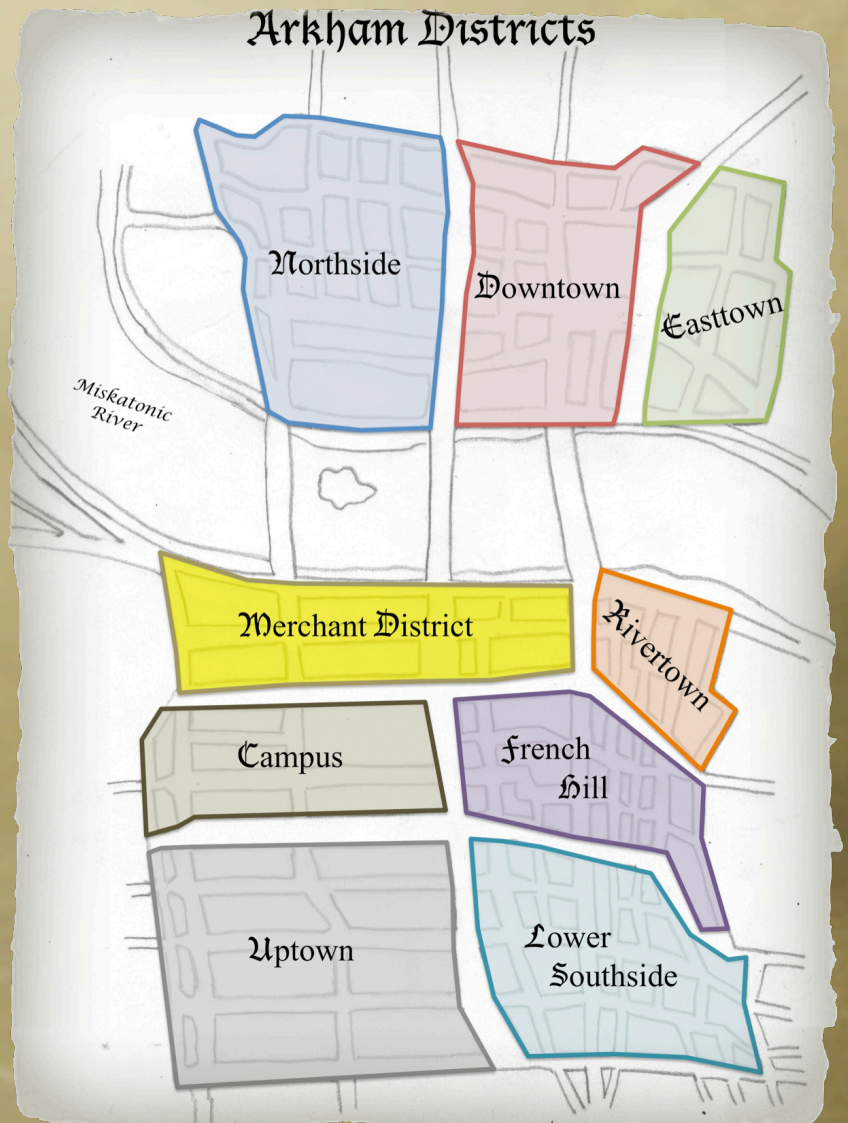 Arkham Districts
Northside
Downtown
Easttown
Miskatonic
River
Merchant District
Rivertown
Campus
French
Hill
Uptown
Lower
Southside